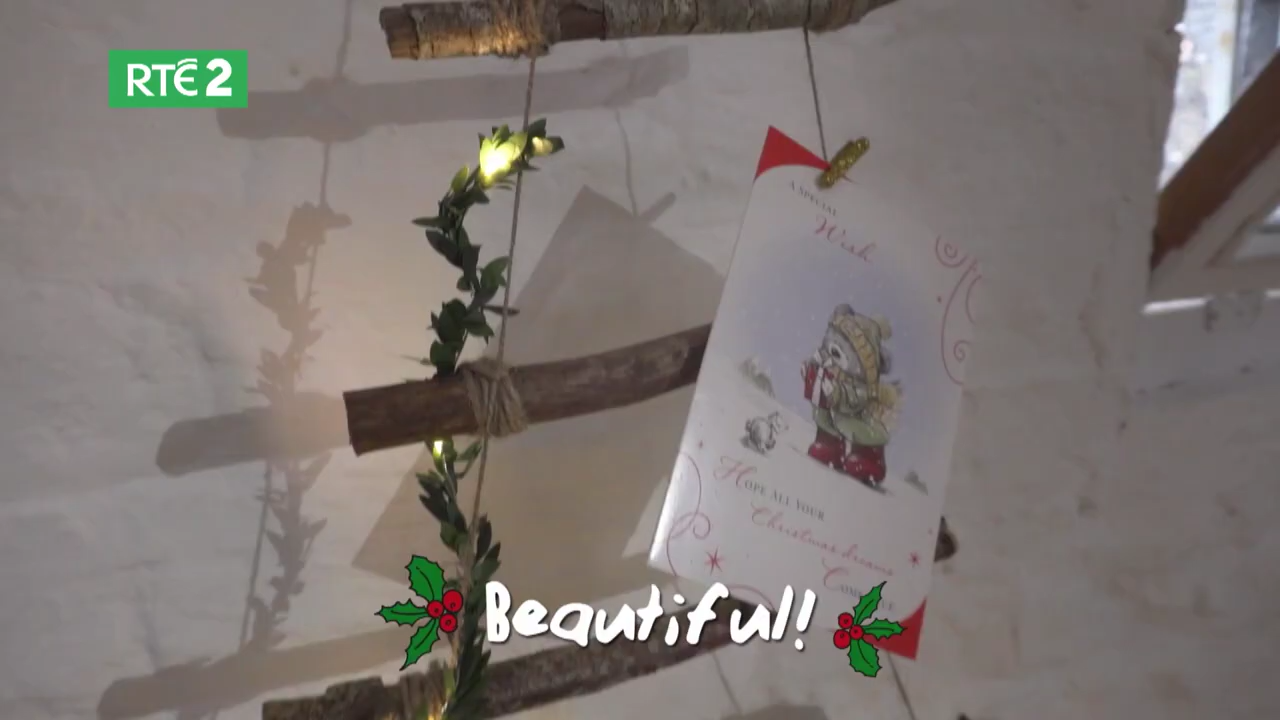 RTÉ2
A SPECIAL
Wish
HOPE ALL YOUR
Christmas dreams
Beautiful!